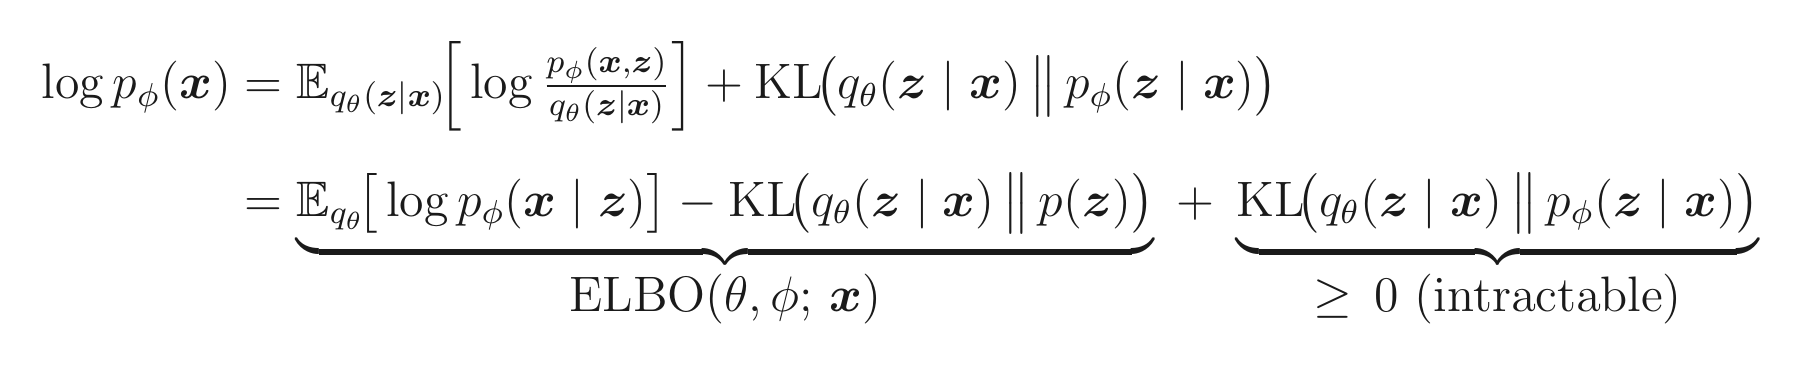 log p_ϕ(𝒙) = 𝔼_{q_θ(𝒛|𝒙)}[ log \frac{p_ϕ(𝒙,𝒛)}{q_θ(𝒛|𝒙)} ] + KL(q_θ(𝒛 | 𝒙) ‖ p_ϕ(𝒛 | 𝒙))
= 𝔼_{q_θ}[ log p_ϕ(𝒙 | 𝒛)] − KL(q_θ(𝒛 | 𝒙) ‖ p(𝒛)) + KL(q_θ(𝒛 | 𝒙) ‖ p_ϕ(𝒛 | 𝒙))
ELBO(θ, ϕ; 𝒙) ≥ 0 (intractable)